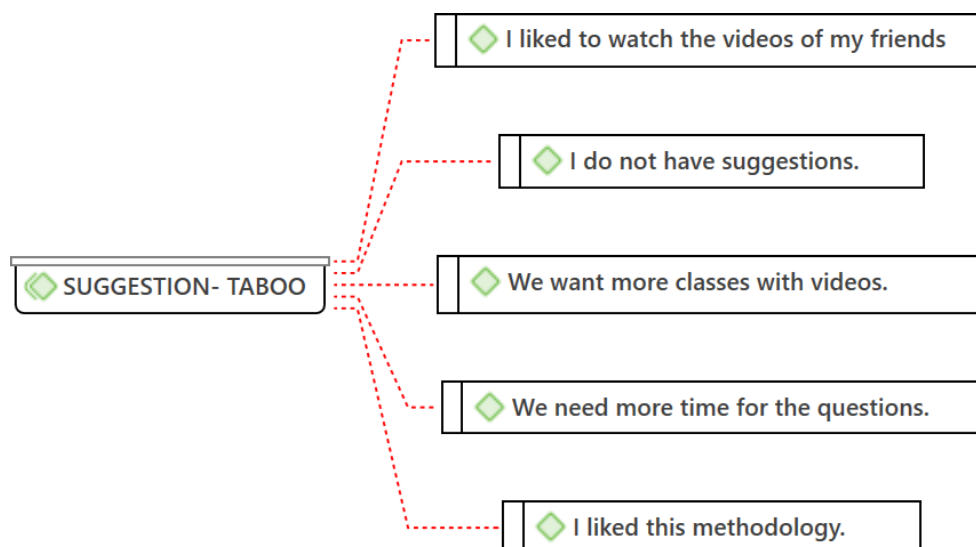 I liked to watch the videos of my friends
I do not have suggestions.
SUGGESTION- TABOO
We want more classes with videos.
We need more time for the questions.
I liked this methodology.